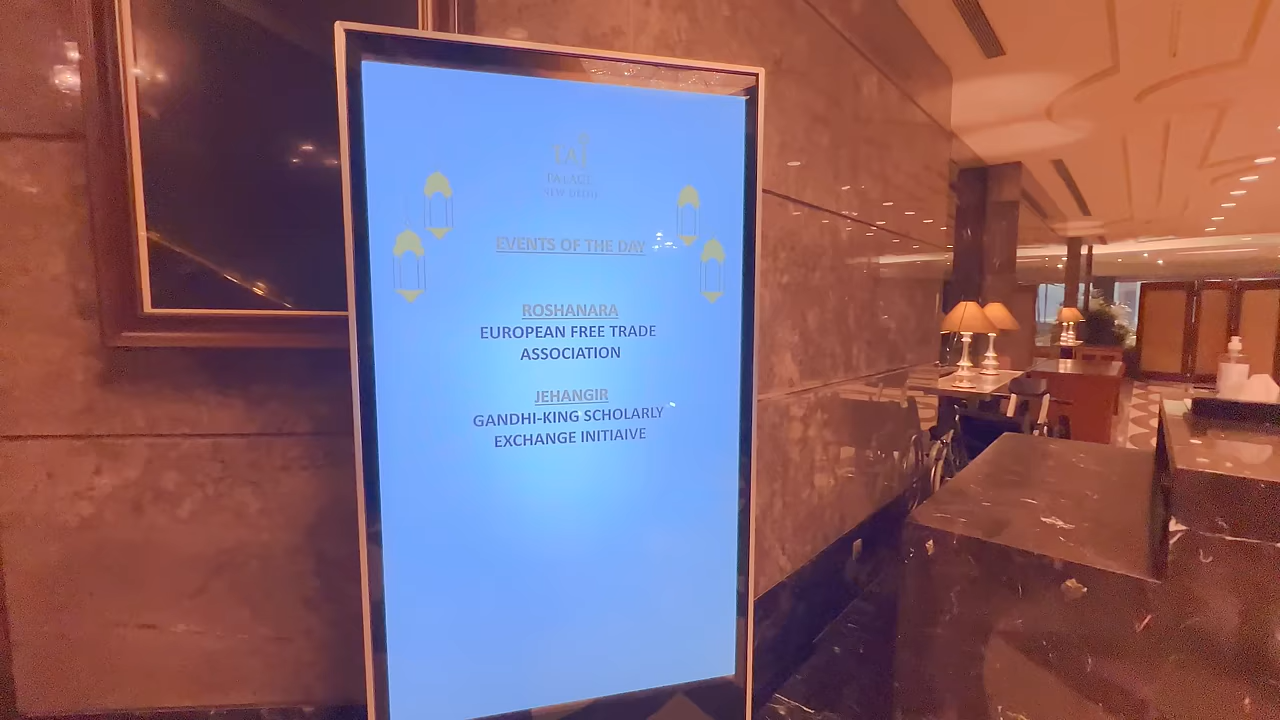 TAJ
PALACE
NEW DELHI
EVENTS OF THE DAY
ROSHANARA
EUROPEAN FREE TRADE
ASSOCIATION
JEHANGIR
GANDHI-KING SCHOLARLY
EXCHANGE INITIAIVE